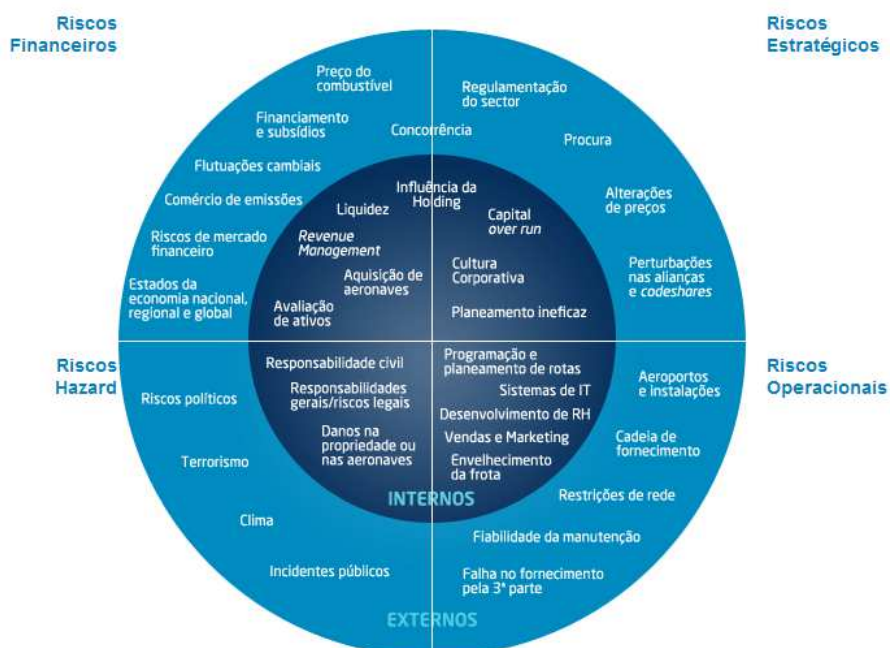 Riscos
Financeiros
Riscos
Estratégicos
Preço do
combustível
Financiamento
e subsídios
Concorrência
Flutuações cambiais
Comércio de emissões
Riscos de mercado
financeiro
Estados da
economia nacional,
regional e global
Regulamentação
do sector
Procura
Alterações
de preços
Perturbações
nas alianças
e codeshares
Influência da
Holding
Liquidez
Revenue
Management
Aquisição de
aeronaves
Avaliação
de ativos
Capital
over run
Cultura
Corporativa
Planeamento ineficaz
Riscos
Hazard
Riscos
Operacionais
Responsabilidade civil
Responsabilidades
gerais/riscos legais
Danos na
propriedade ou
nas aeronaves
Programação e
planeamento de rotas
Sistemas de IT
Desenvolvimento de RH
Vendas e Marketing
Envelhecimento
da frota
INTERNOS
Riscos políticos
Terrorismo
Clima
Incidentes públicos
Aeroportos
e instalações
Cadeia de
fornecimento
Restrições de rede
Fiabilidade da manutenção
Falha no fornecimento
pela 3ª parte
EXTERNOS